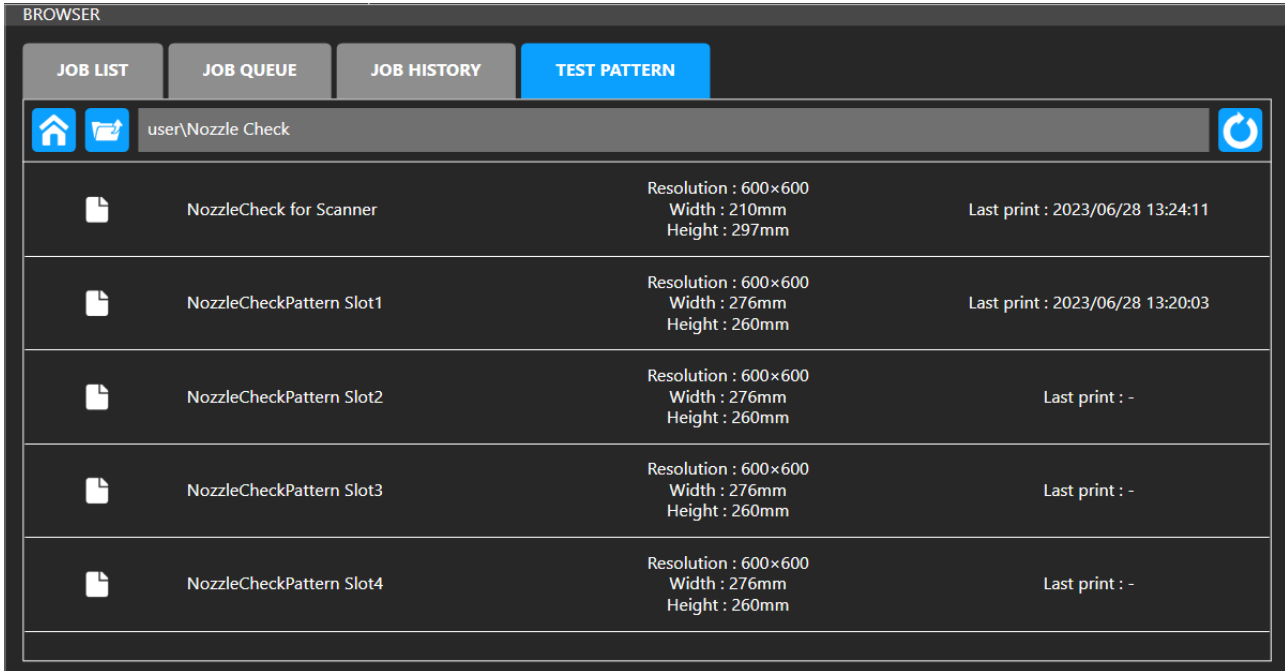 BROWSER
JOB LIST
JOB QUEUE
JOB HISTORY
TEST PATTERN
user\Nozzle Check
NozzleCheck for Scanner
Resolution : 600×600
Width : 210mm
Height : 297mm
Last print : 2023/06/28 13:24:11
NozzleCheckPattern Slot1
Resolution : 600×600
Width : 276mm
Height : 260mm
Last print : 2023/06/28 13:20:03
NozzleCheckPattern Slot2
Resolution : 600×600
Width : 276mm
Height : 260mm
Last print : -
NozzleCheckPattern Slot3
Resolution : 600×600
Width : 276mm
Height : 260mm
Last print : -
NozzleCheckPattern Slot4
Resolution : 600×600
Width : 276mm
Height : 260mm
Last print : -